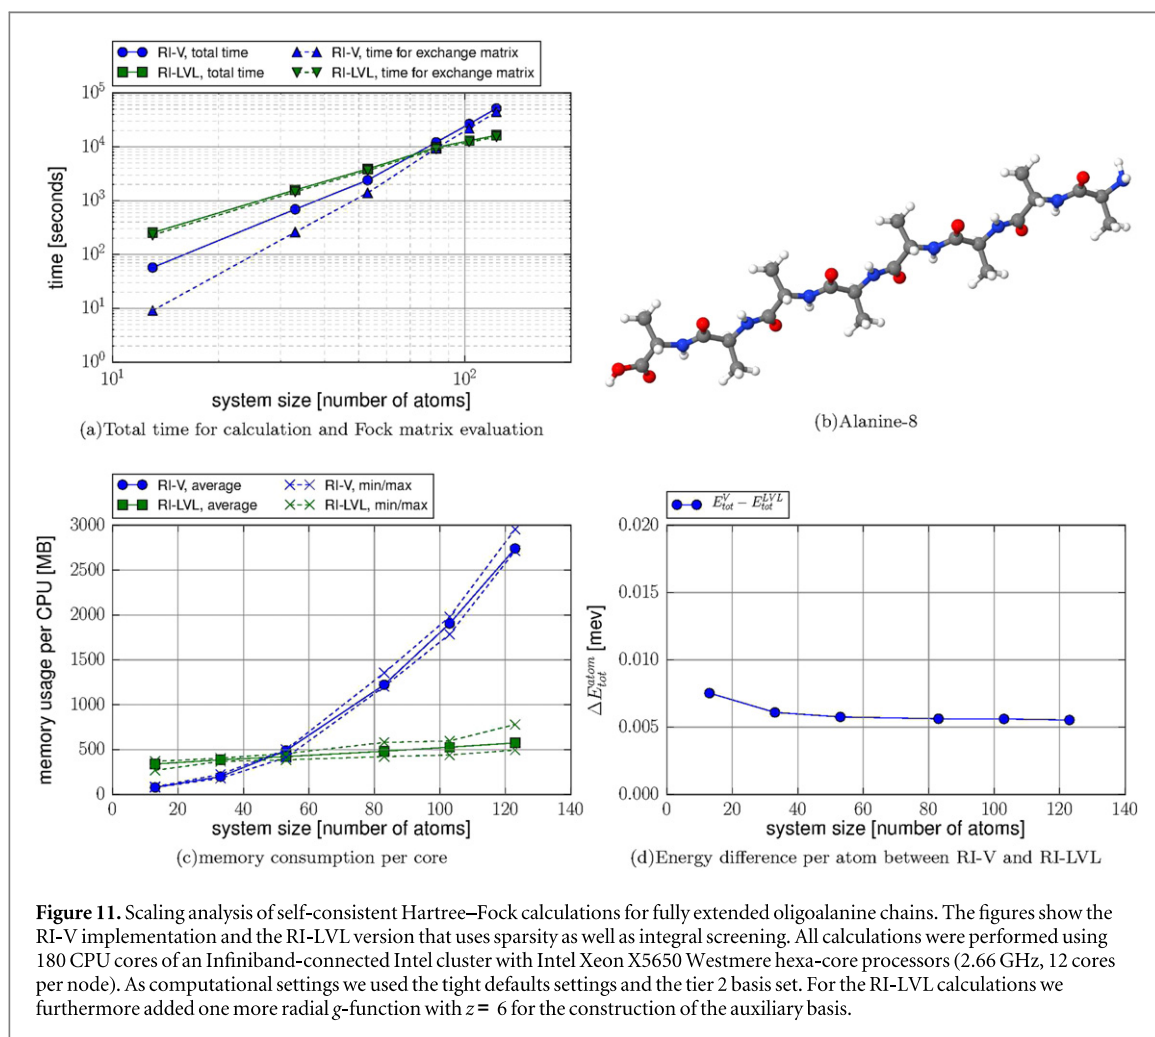 RI-V, total time
RI-LVL, total time
RI-V, time for exchange matrix
RI-LVL, time for exchange matrix
10^5
10^4
10^3
10^2
10^1
10^0
time [seconds]
10^1
10^2
system size [number of atoms]
(a)Total time for calculation and Fock matrix evaluation
(b)Alanine-8
RI-V, average
RI-LVL, average
RI-V, min/max
RI-LVL, min/max
3000
2500
2000
1500
1000
500
0
memory usage per CPU [MB]
0 20 40 60 80 100 120 140
system size [number of atoms]
(c)memory consumption per core
E_{tot}^{V} − E_{tot}^{LVL}
0.020
0.015
0.010
0.005
0.000
ΔE_{tot}^{atom} [mev]
0 20 40 60 80 100 120 140
system size [number of atoms]
(d)Energy difference per atom between RI-V and RI-LVL
Figure 11. Scaling analysis of self-consistent Hartree–Fock calculations for fully extended oligoalanine chains. The figures show the
RI-V implementation and the RI-LVL version that uses sparsity as well as integral screening. All calculations were performed using
180 CPU cores of an Infiniband-connected Intel cluster with Intel Xeon X5650 Westmere hexa-core processors (2.66 GHz, 12 cores
per node). As computational settings we used the tight defaults settings and the tier 2 basis set. For the RI-LVL calculations we
furthermore added one more radial g-function with z = 6 for the construction of the auxiliary basis.